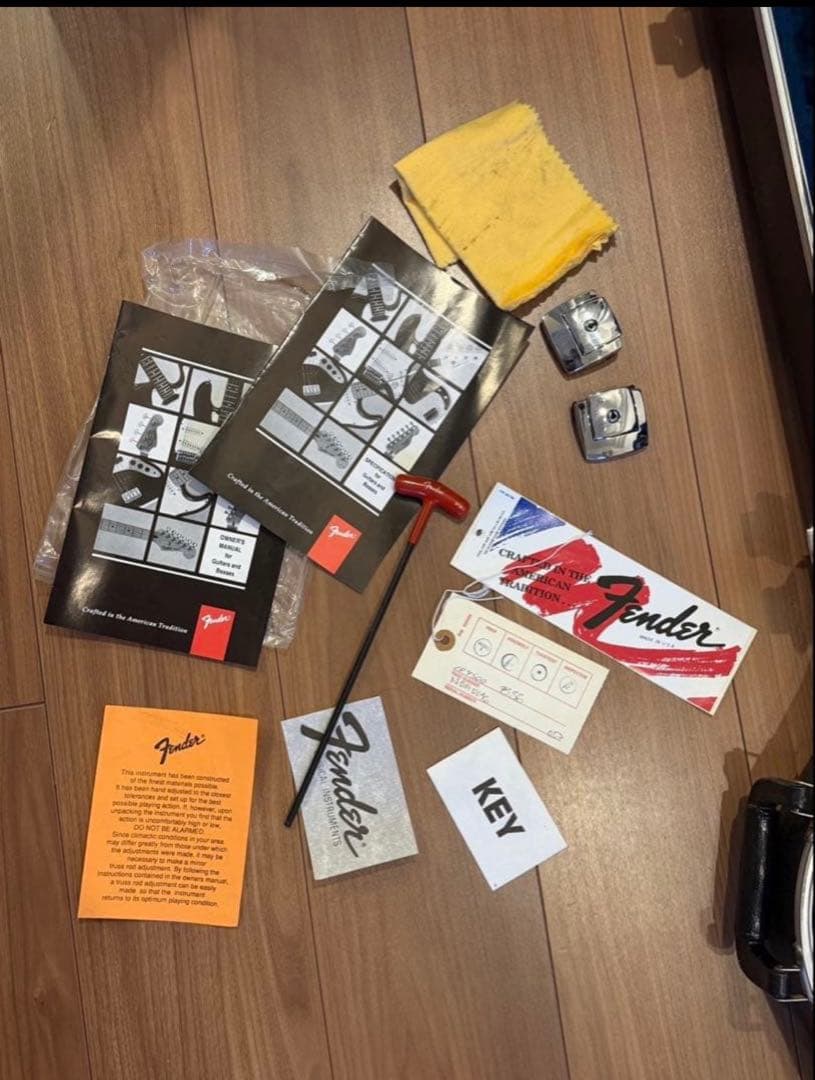 SPECIFICATIONS
for
Guitars and
Basses
Crafted in the American Tradition
Fender
OWNER'S
MANUAL
for
Guitars and
Basses
Crafted in the American Tradition
Fender
Fender
CRAFTED IN THE
AMERICAN
TRADITION...
Fender
MADE IN U.S.A.
Fender
This instrument has been constructed
of the finest materials possible.
It has been hand adjusted to the closest
tolerances and set up for the best
possible playing action. If, however, upon
unpacking the instrument you find that the
action is uncomfortably high or low,
DO NOT BE ALARMED.
Since climactic conditions in your area
may differ greatly from those under which
the adjustments were made, it may be
necessary to make a minor
truss rod adjustment. By following the
instructions contained in the owners manual,
a truss rod adjustment can be easily
made so that the instrument
returns to its optimum playing condition.
Fender
CAL INSTRUMENTS
KEY